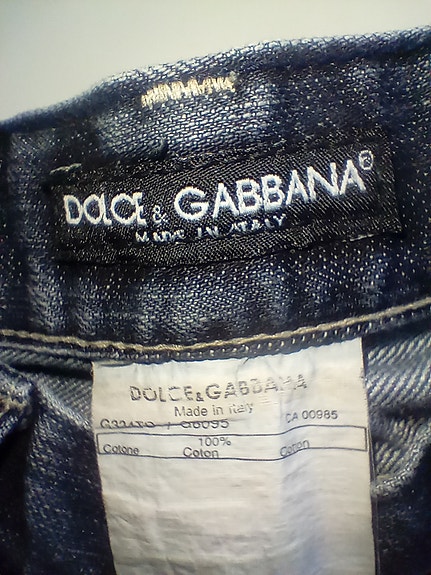 DOLCE & GABBANA®
MADE IN ITALY
DOLCE&GABBANA
Made in Italy
CA 00985
100%
Cotone Coton Cotton